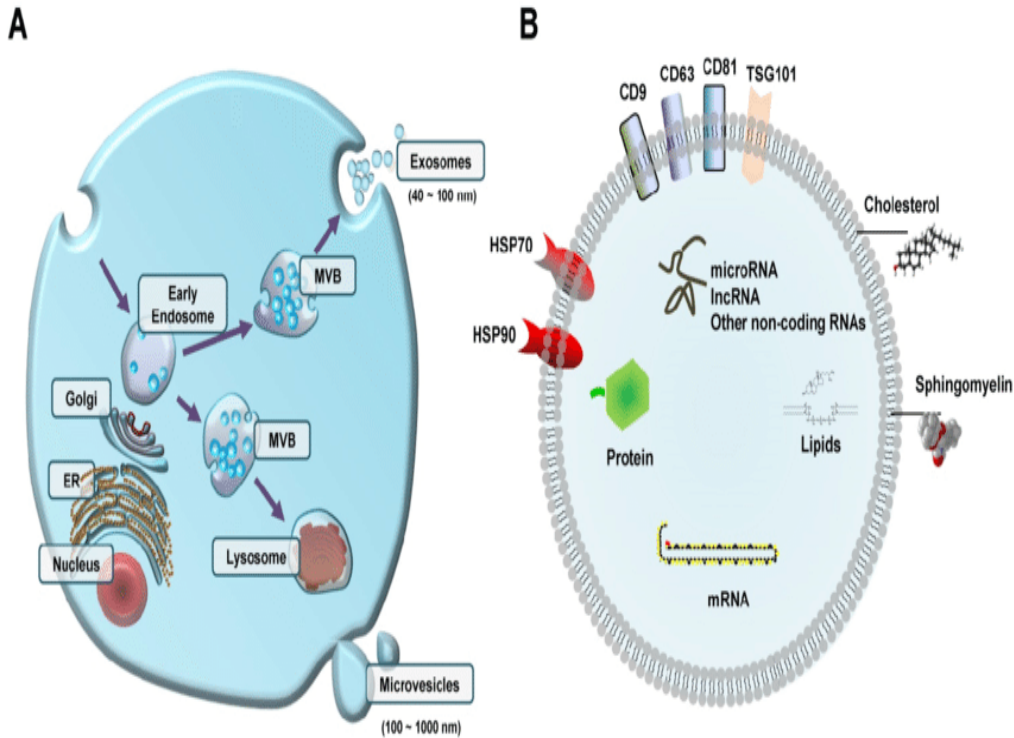 A
Exosomes
(40 ~ 100 nm)
MVB
Early
Endosome
Golgi
MVB
ER
Lysosome
Nucleus
Microvesicles
(100 ~ 1000 nm)
B
CD9
CD63
CD81
TSG101
Cholesterol
HSP70
microRNA
lncRNA
Other non-coding RNAs
HSP90
Sphingomyelin
Protein
Lipids
mRNA